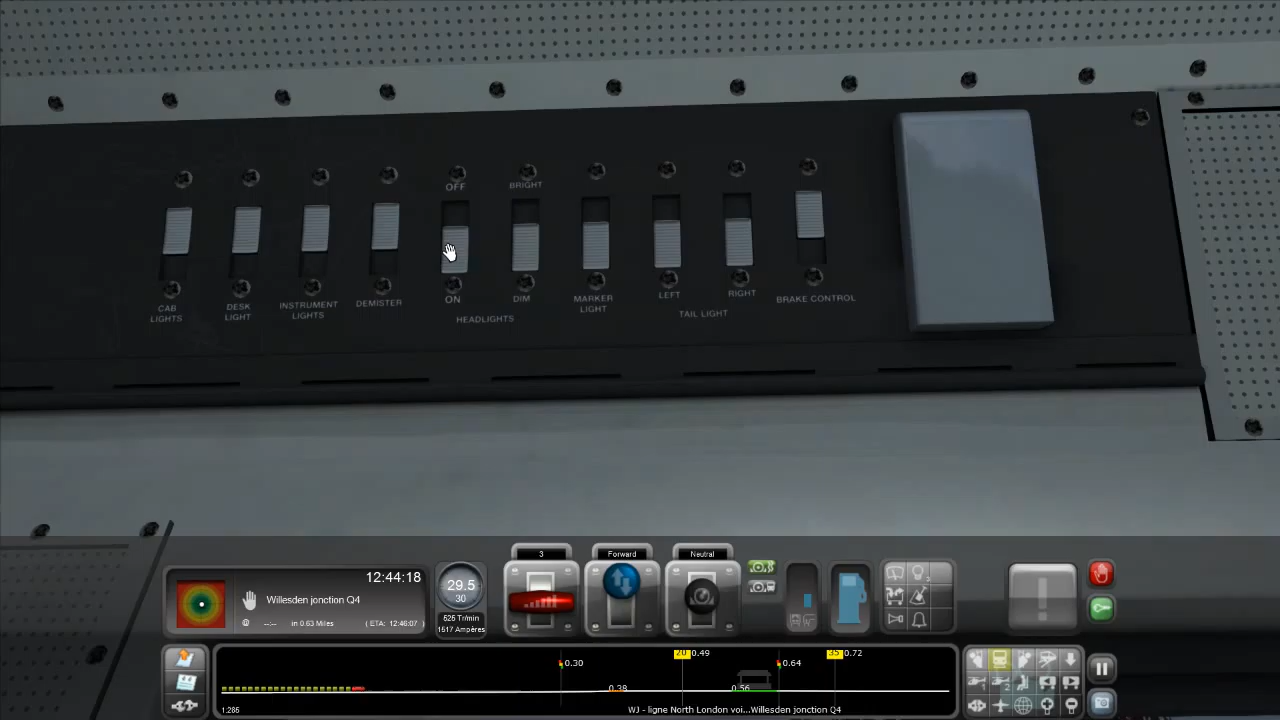 OFF
BRIGHT
CAB
LIGHTS
DESK
LIGHT
INSTRUMENT
LIGHTS
DEMISTER
ON
DIM
HEADLIGHTS
MARKER
LIGHT
LEFT
RIGHT
TAIL LIGHT
BRAKE CONTROL
12:44:18
Willesden jonction Q4
@ --:-- in 0.63 Miles ( ETA: 12:46:07 )
29.5
30
525 Tr/min
1517 Ampères
3
Forward
Neutral
0.30
20 0.49
0.64
35 0.72
0.38
0.56
1:285
WJ - ligne North London voi...Willesden jonction Q4